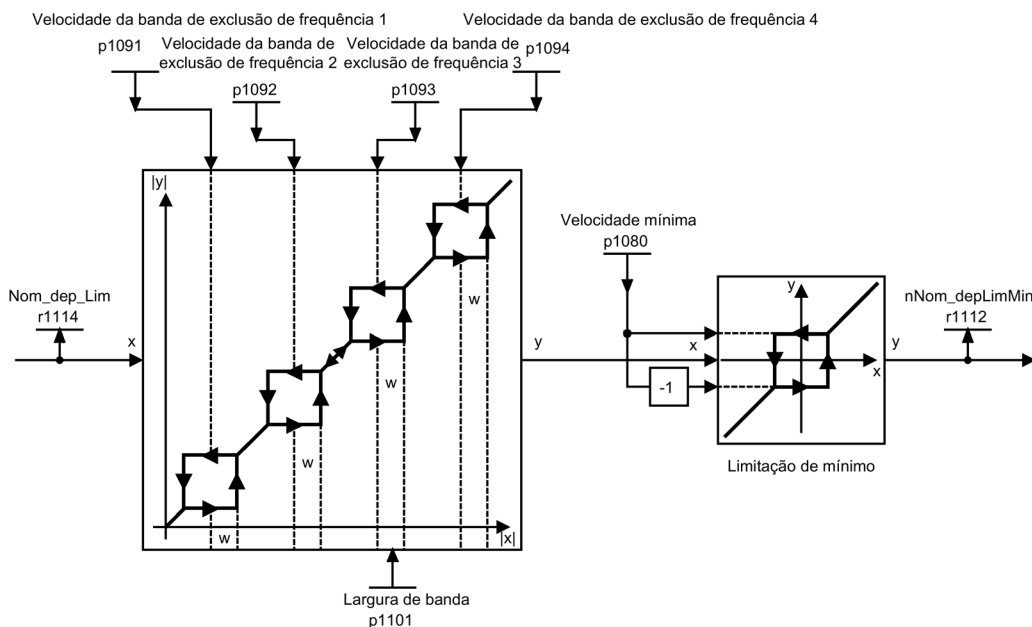 Velocidade da banda de exclusão de frequência 1
p1091
Velocidade da banda de
exclusão de frequência 2
p1092
Velocidade da banda de
exclusão de frequência 3
p1093
Velocidade da banda de exclusão de frequência 4
p1094
|y|
w
w
w
w
|x|
Nom_dep_Lim
r1114
x
y
Largura de banda
p1101
Velocidade mínima
p1080
x
-1
y
x
Limitação de mínimo
y
nNom_depLimMin
r1112